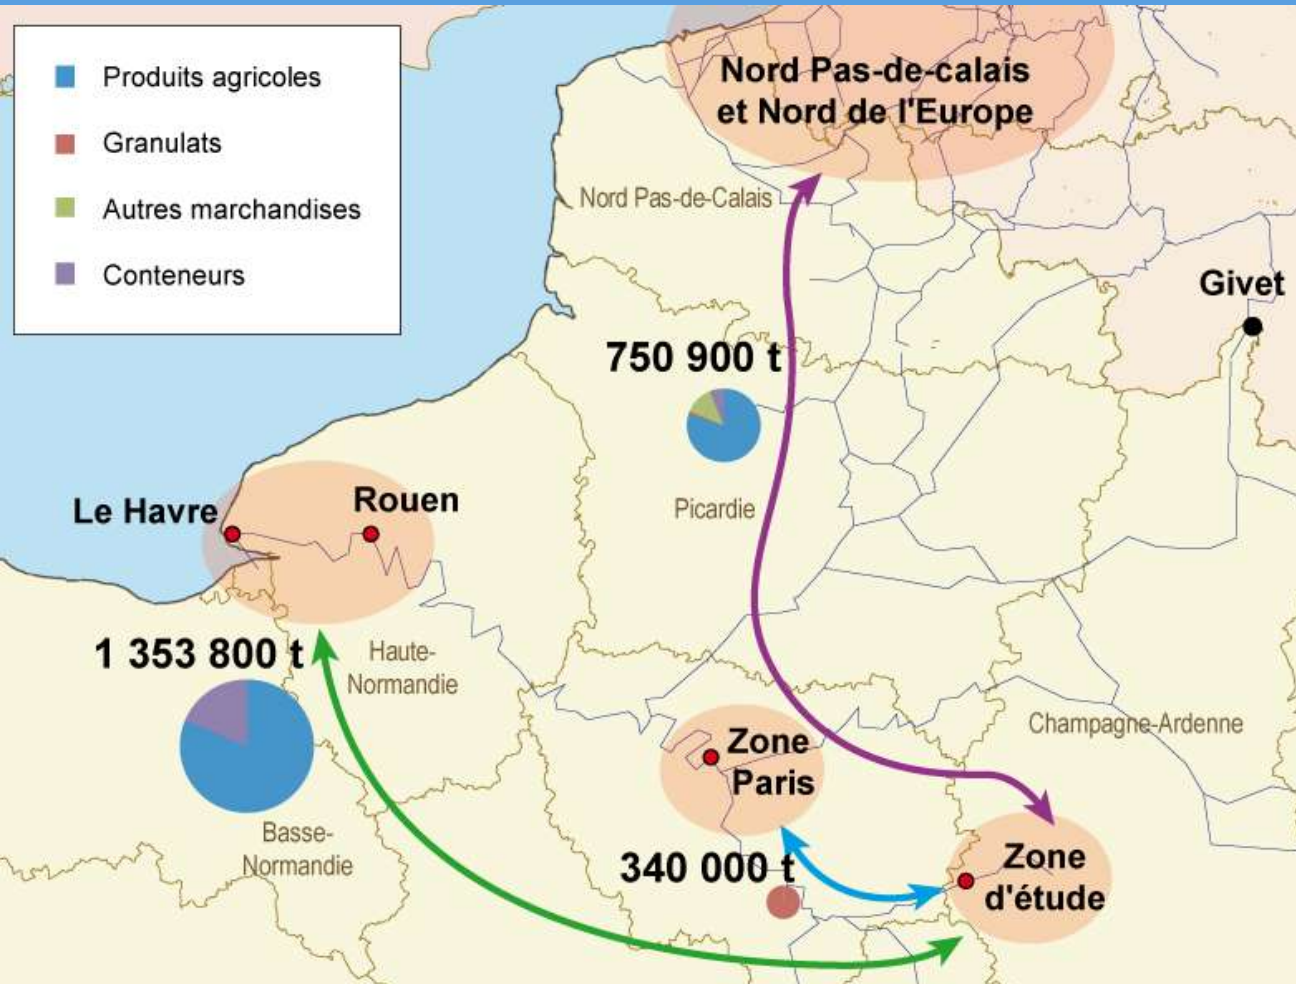 Produits agricoles
Granulats
Autres marchandises
Conteneurs
Nord Pas-de-calais
et Nord de l'Europe
Nord Pas-de-Calais
Givet
750 900 t
Picardie
Le Havre
Rouen
1 353 800 t
Haute-
Normandie
Champagne-Ardenne
Zone
Paris
Basse-
Normandie
340 000 t
Zone
d'étude